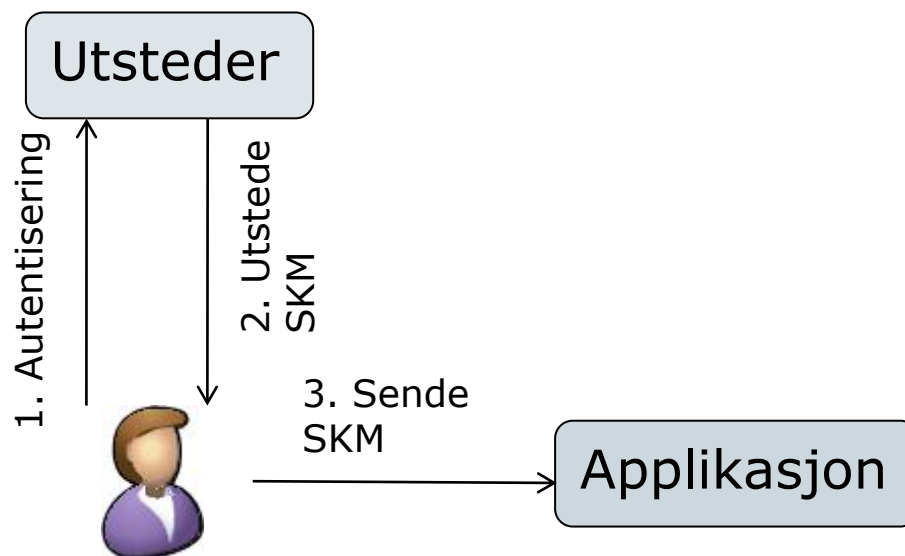 Utsteder
1. Autentisering
2. Utstede
SKM
3. Sende
SKM
Applikasjon